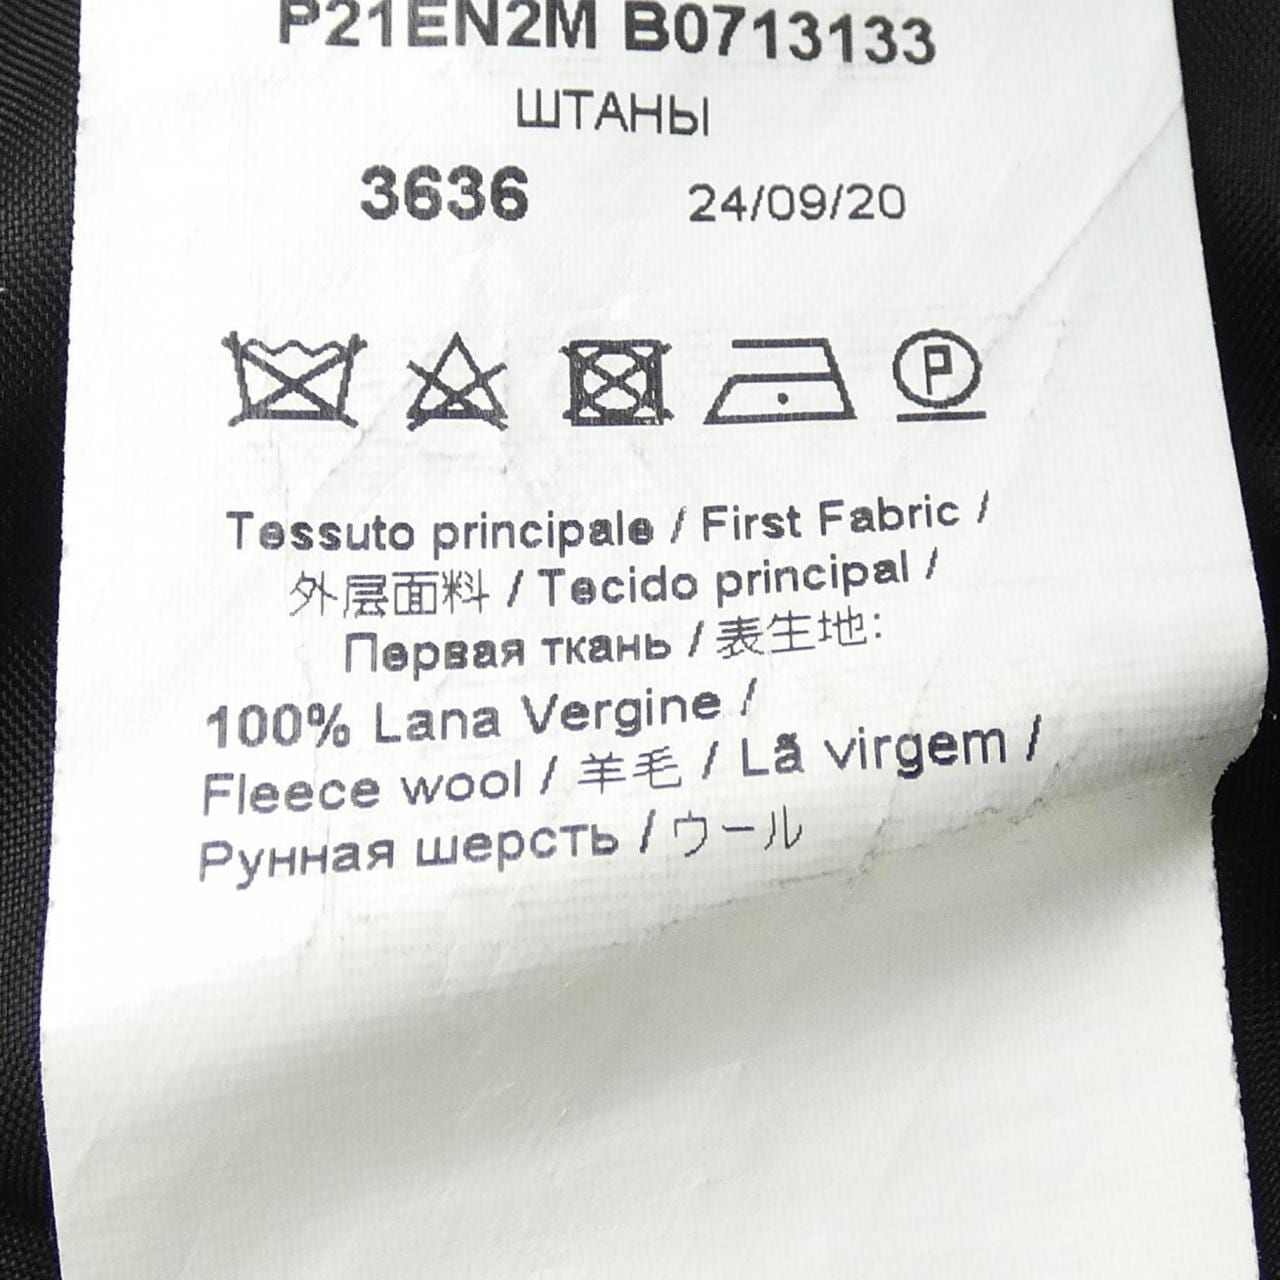 P21EN2M B0713133
ШТАНЫ
3636 24/09/20
P
Tessuto principale / First Fabric /
外层面料 / Tecido principal /
Первая ткань / 表生地:
100% Lana Vergine /
Fleece wool / 羊毛 / Lã virgem /
Рунная шерсть / ウール